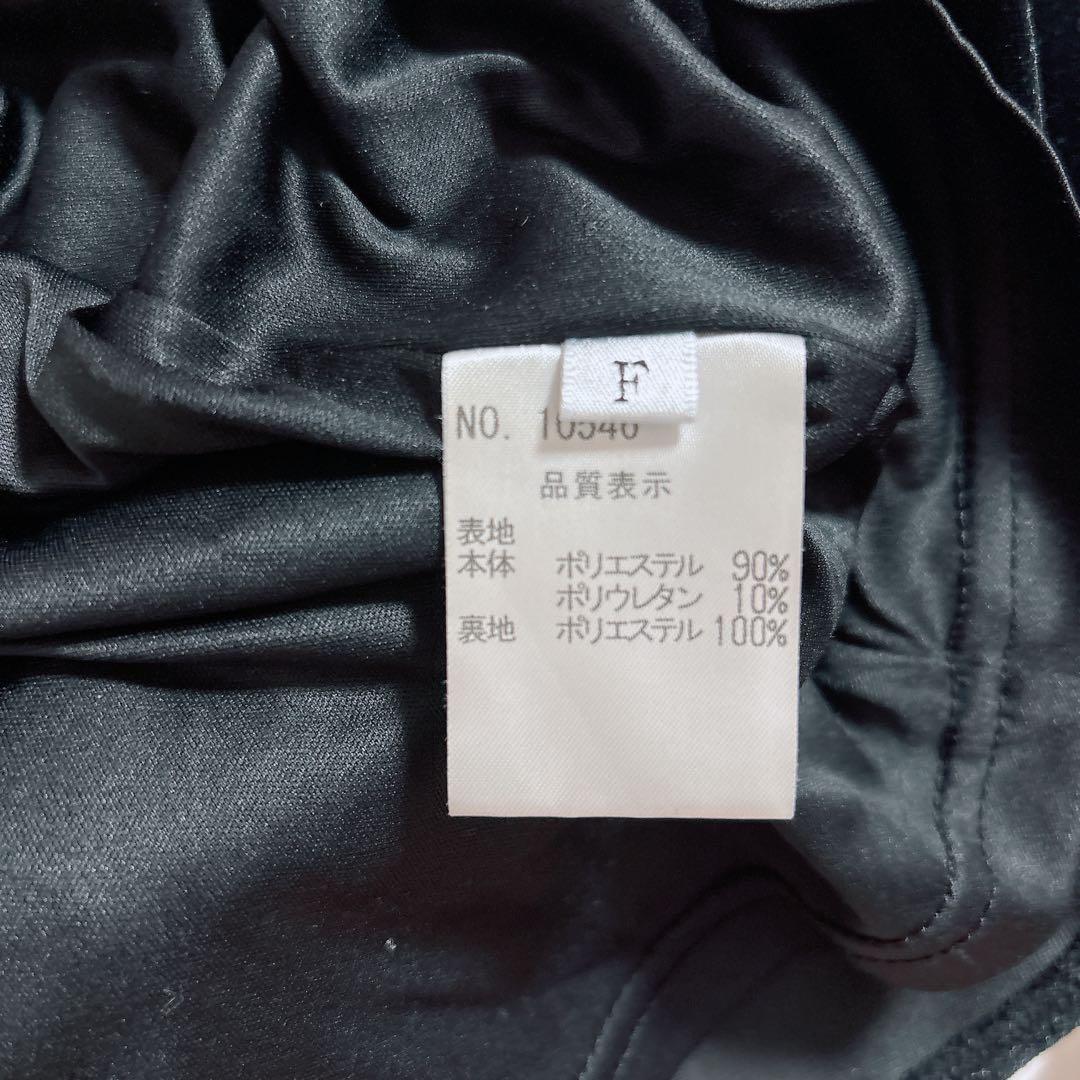 F
NO. 10546
品質表示
表地
本体 ポリエステル 90%
ポリウレタン 10%
裏地 ポリエステル 100%